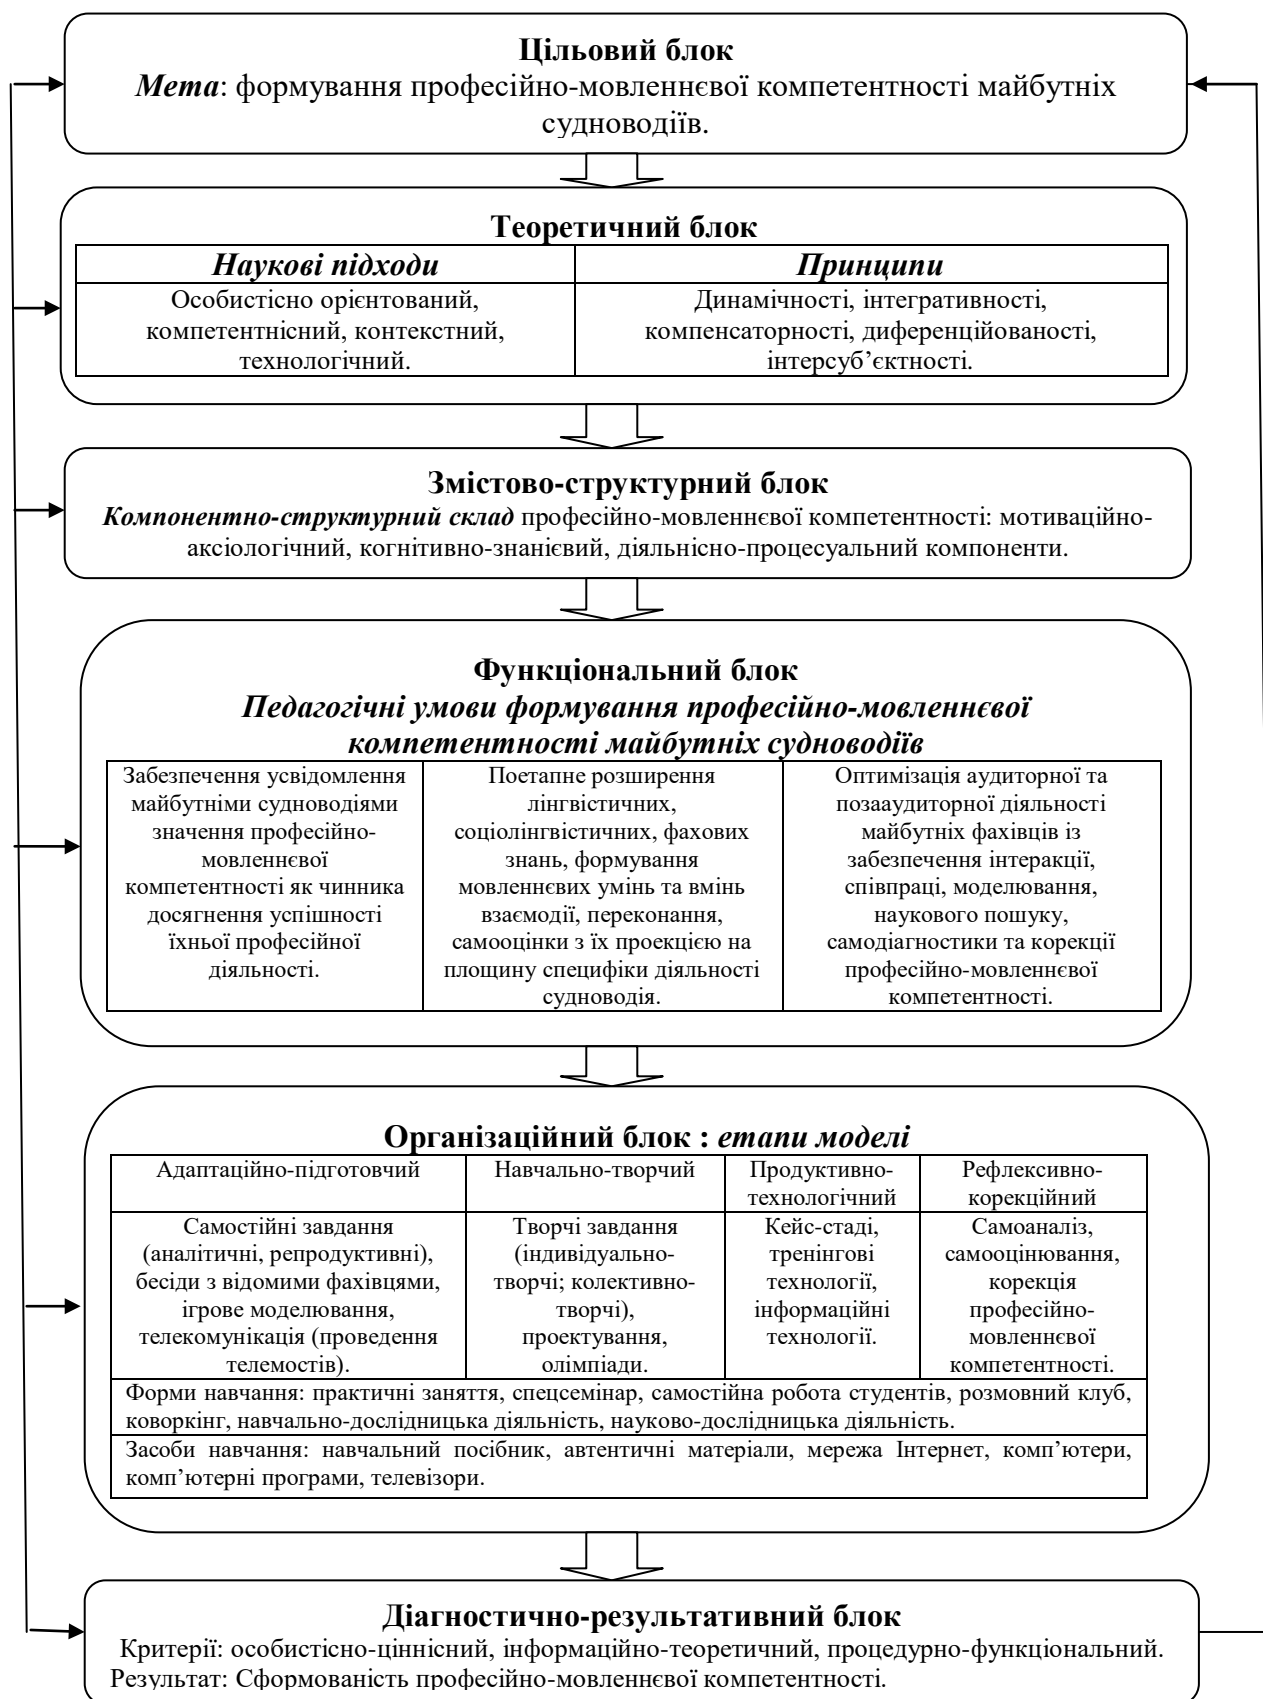 Цільовий блок
Мета: формування професійно-мовленнєвої компетентності майбутніх
судноводіїв.
Теоретичний блок
Наукові підходи
Особистісно орієнтований,
компетентнісний, контекстний,
технологічний.
Принципи
Динамічності, інтегративності,
компенсаторності, диференційованості,
інтерсуб’єктності.
Змістово-структурний блок
Компонентно-структурний склад професійно-мовленнєвої компетентності: мотиваційно-
аксіологічний, когнітивно-знанієвий, діяльнісно-процесуальний компоненти.
Функціональний блок
Педагогічні умови формування професійно-мовленнєвої
компетентності майбутніх судноводіїв
Забезпечення усвідомлення
майбутніми судноводіями
значення професійно-
мовленнєвої
компетентності як чинника
досягнення успішності
їхньої професійної
діяльності.
Поетапне розширення
лінгвістичних,
соціолінгвістичних, фахових
знань, формування
мовленнєвих умінь та вмінь
взаємодії, переконання,
самооцінки з їх проекцією на
площину специфіки діяльності
судноводія.
Оптимізація аудиторної та
позааудиторної діяльності
майбутніх фахівців із
забезпечення інтеракції,
співпраці, моделювання,
наукового пошуку,
самодіагностики та корекції
професійно-мовленнєвої
компетентності.
Організаційний блок : етапи моделі
Адаптаційно-підготовчий
Самостійні завдання
(аналітичні, репродуктивні),
бесіди з відомими фахівцями,
ігрове моделювання,
телекомунікація (проведення
телемостів).
Навчально-творчий
Творчі завдання
(індивідуально-
творчі; колективно-
творчі),
проектування,
олімпіади.
Продуктивно-
технологічний
Кейс-стаді,
тренінгові
технології,
інформаційні
технології.
Рефлексивно-
корекційний
Самоаналіз,
самооцінювання,
корекція
професійно-
мовленнєвої
компетентності.
Форми навчання: практичні заняття, спецсемінар, самостійна робота студентів, розмовний клуб,
коворкінг, навчально-дослідницька діяльність, науково-дослідницька діяльність.
Засоби навчання: навчальний посібник, автентичні матеріали, мережа Інтернет, комп’ютери,
комп’ютерні програми, телевізори.
Діагностично-результативний блок
Критерії: особистісно-ціннісний, інформаційно-теоретичний, процедурно-функціональний.
Результат: Сформованість професійно-мовленнєвої компетентності.